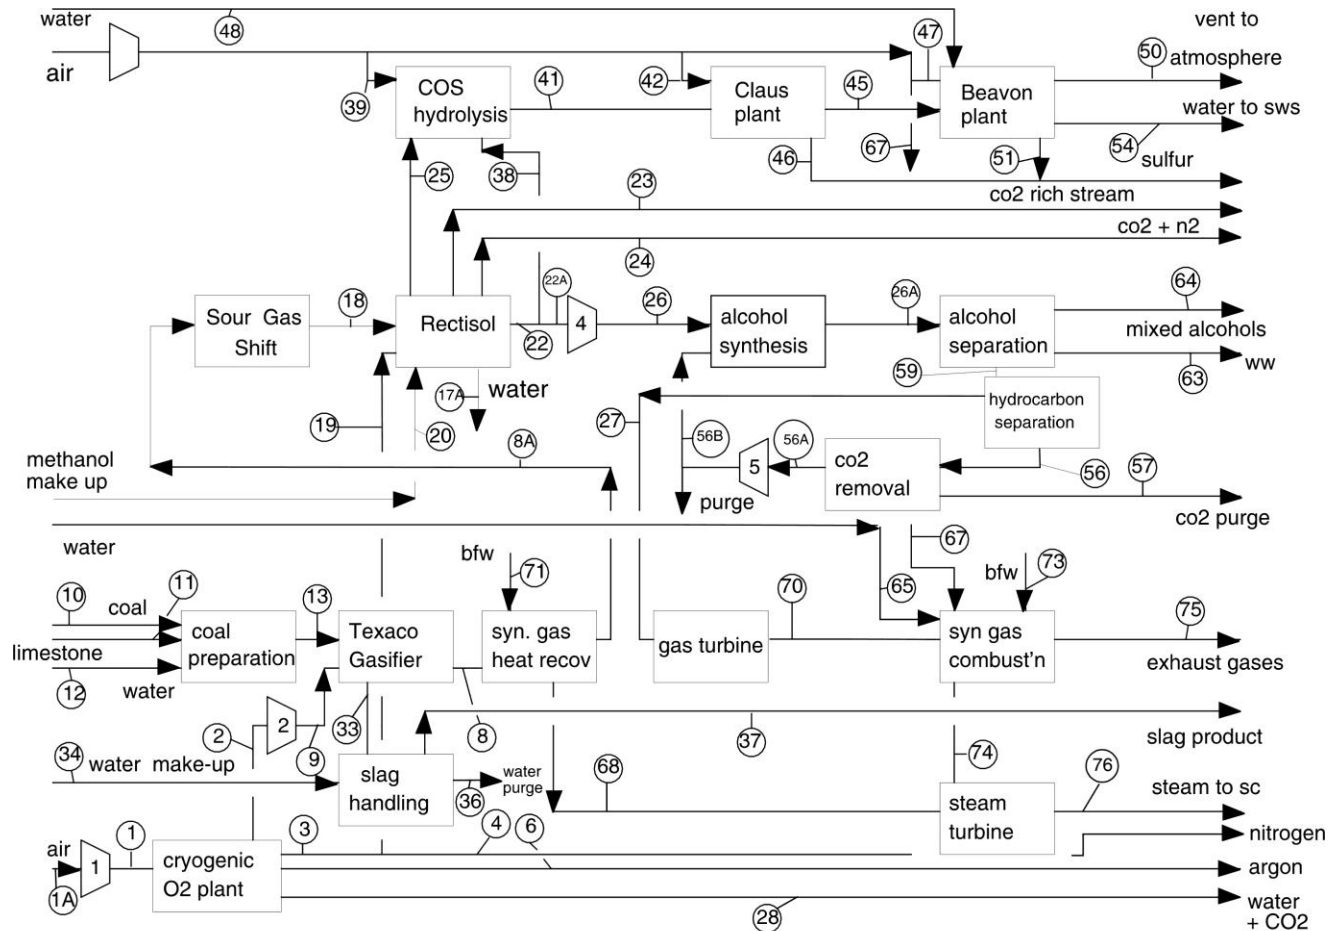 water
48
47
vent to
50
atmosphere
air
39
COS
hydrolysis
41
42
Claus
plant
45
Beavon
plant
water to sws
67
54
sulfur
25
38
46
51
co2 rich stream
23
co2 + n2
24
18
22A
26
26A
64
Sour Gas
Shift
Rectisol
22
4
alcohol
synthesis
alcohol
separation
mixed alcohols
ww
63
59
17A
water
hydrocarbon
separation
19
20
27
8A
56B
5
56A
56
57
methanol
make up
purge
co2
removal
co2 purge
water
67
bfw
71
65
bfw
73
10
coal
11
13
70
75
coal
preparation
Texaco
Gasifier
syn. gas
heat recov
gas turbine
syn gas
combust'n
limestone
12
water
exhaust gases
2
2
9
33
8
37
slag product
34
water make-up
slag
handling
36
water
purge
68
74
76
steam
turbine
steam to sc
nitrogen
air
1
1
3
4
6
cryogenic
O2 plant
argon
1A
28
water
+ CO2